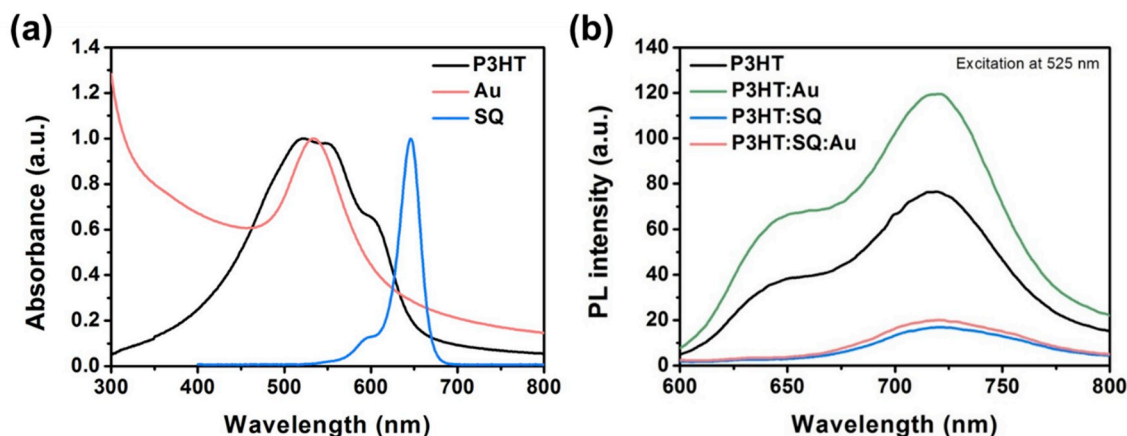 (a)
1.4
1.2
1.0
0.8
0.6
0.4
0.2
0.0
Absorbance (a.u.)
300 400 500 600 700 800
Wavelength (nm)
P3HT
Au
SQ
(b)
140
120
100
80
60
40
20
0
PL intensity (a.u.)
600 650 700 750 800
Wavelength (nm)
P3HT
P3HT:Au
P3HT:SQ
P3HT:SQ:Au
Excitation at 525 nm